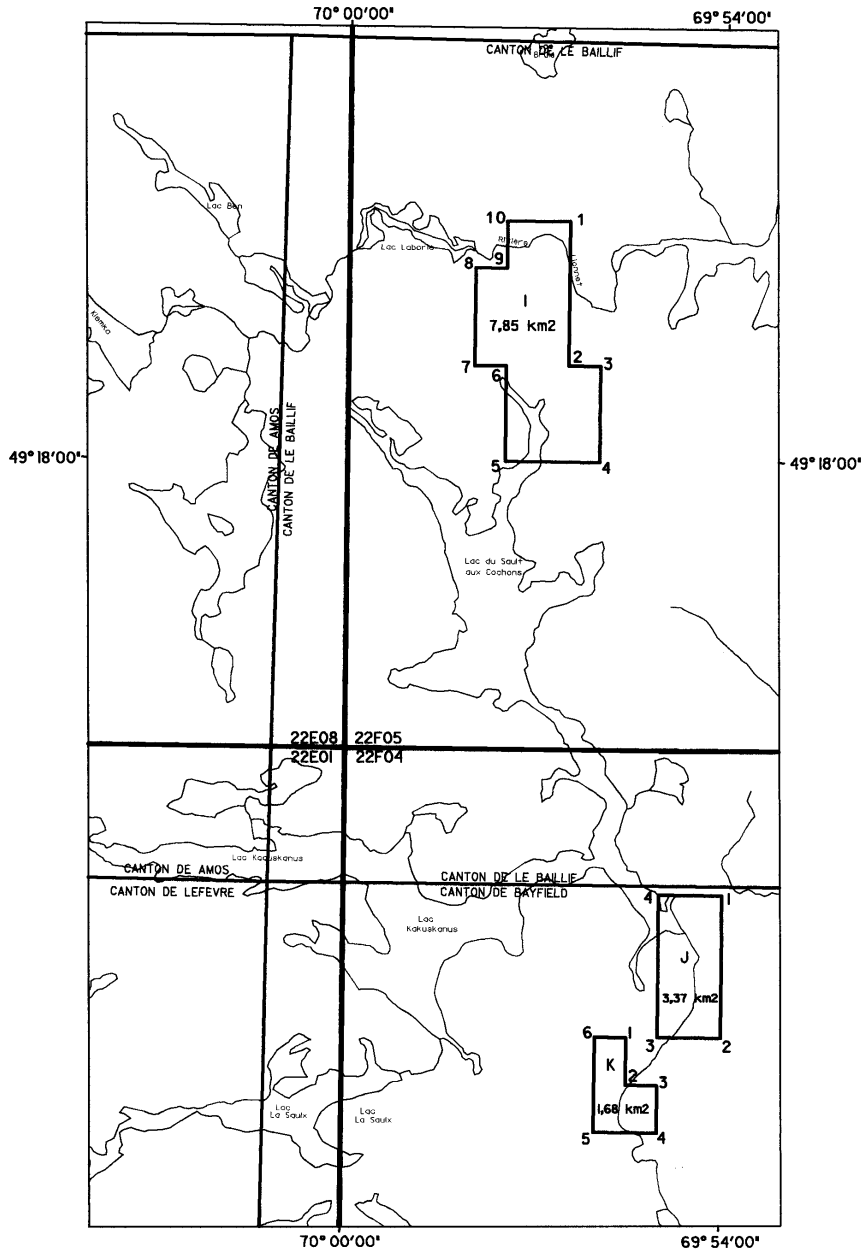 70°00'00"
69°54'00"
CANTON DE LE BAILLIF
Lac Ben
10
1
Rivière
Lac Laborie
9
8
Lionnet
I
7,85 km2
2
3
7
6
CANTON DE AMOS
CANTON DE LE BAILLIF
49°18'00"
5
4
49°18'00"
Lac du Sault
aux Cochons
22E08
22F05
22E01
22F04
Lac Kakuskanus
CANTON DE AMOS
CANTON DE LE BAILLIF
CANTON DE LEFEVRE
CANTON DE BAYFIELD
4
1
Lac
Kakuskanus
J
3,37 km2
6
1
3
2
K
2
3
Lac
La Saulx
Lac
La Saulx
1,68 km2
5
4
70°00'00"
69°54'00"